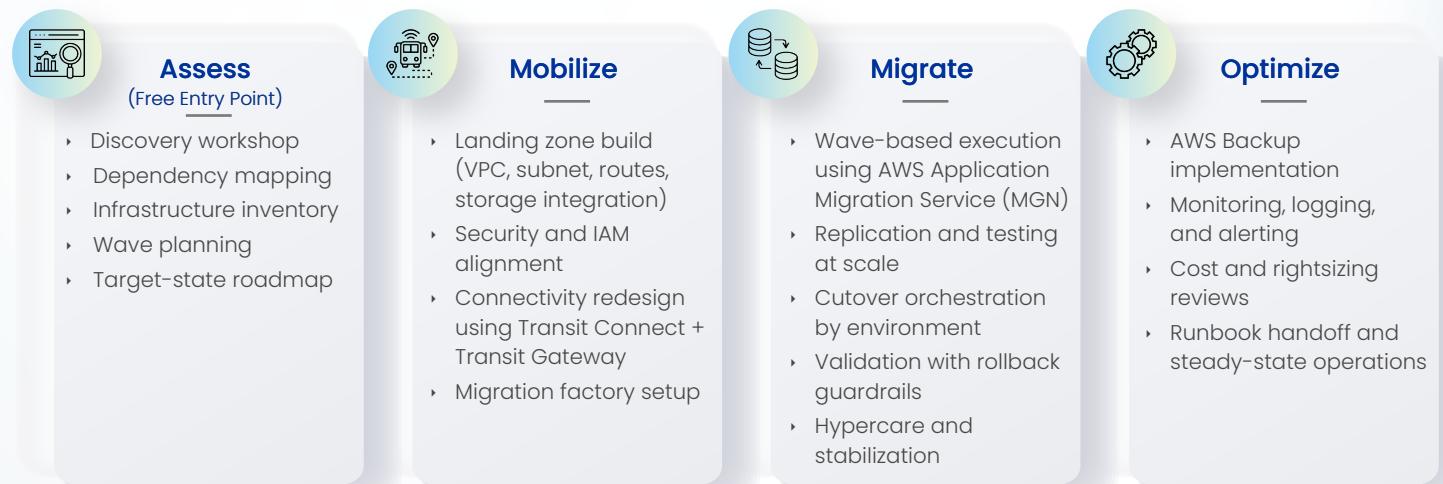 Assess
(Free Entry Point)
Discovery workshop
Dependency mapping
Infrastructure inventory
Wave planning
Target-state roadmap
Mobilize
Landing zone build
(VPC, subnet, routes,
storage integration)
Security and IAM
alignment
Connectivity redesign
using Transit Connect +
Transit Gateway
Migration factory setup
Migrate
Wave-based execution
using AWS Application
Migration Service (MGN)
Replication and testing
at scale
Cutover orchestration
by environment
Validation with rollback
guardrails
Hypercare and
stabilization
Optimize
AWS Backup
implementation
Monitoring, logging,
and alerting
Cost and rightsizing
reviews
Runbook handoff and
steady-state operations